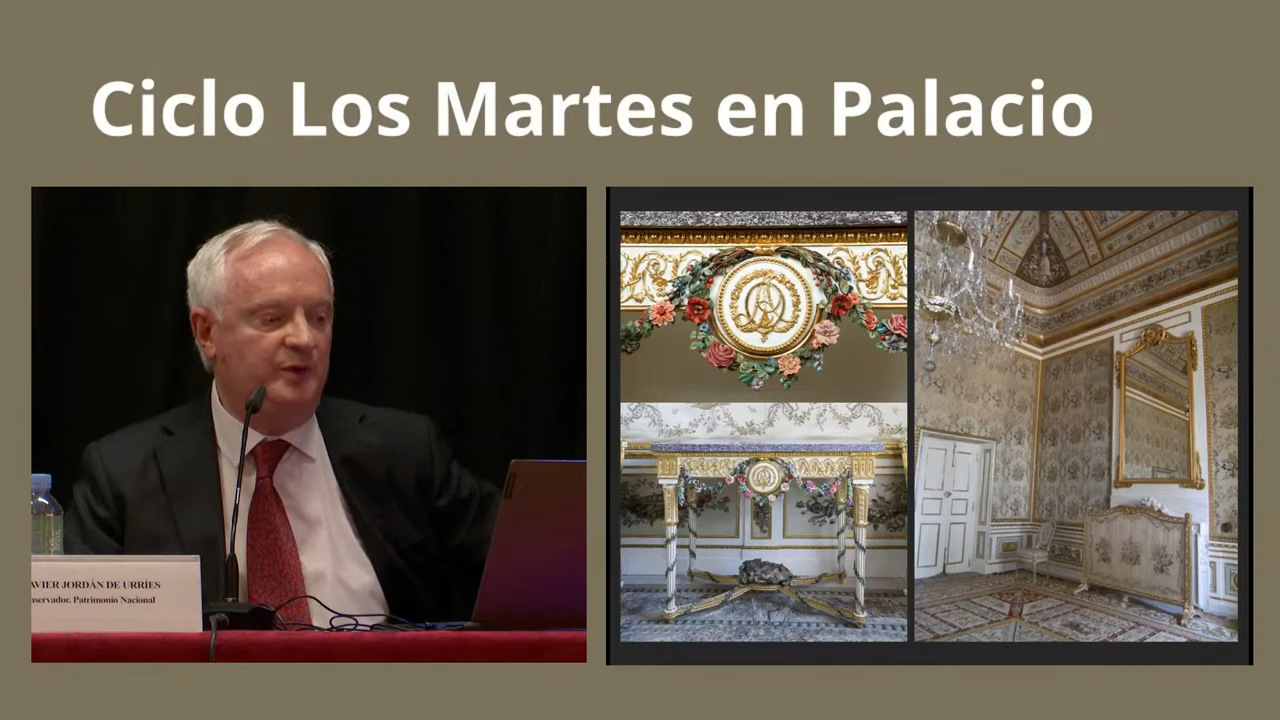 Ciclo Los Martes en Palacio
AVIER JORDÁN DE URRÍES
nservador. Patrimonio Nacional